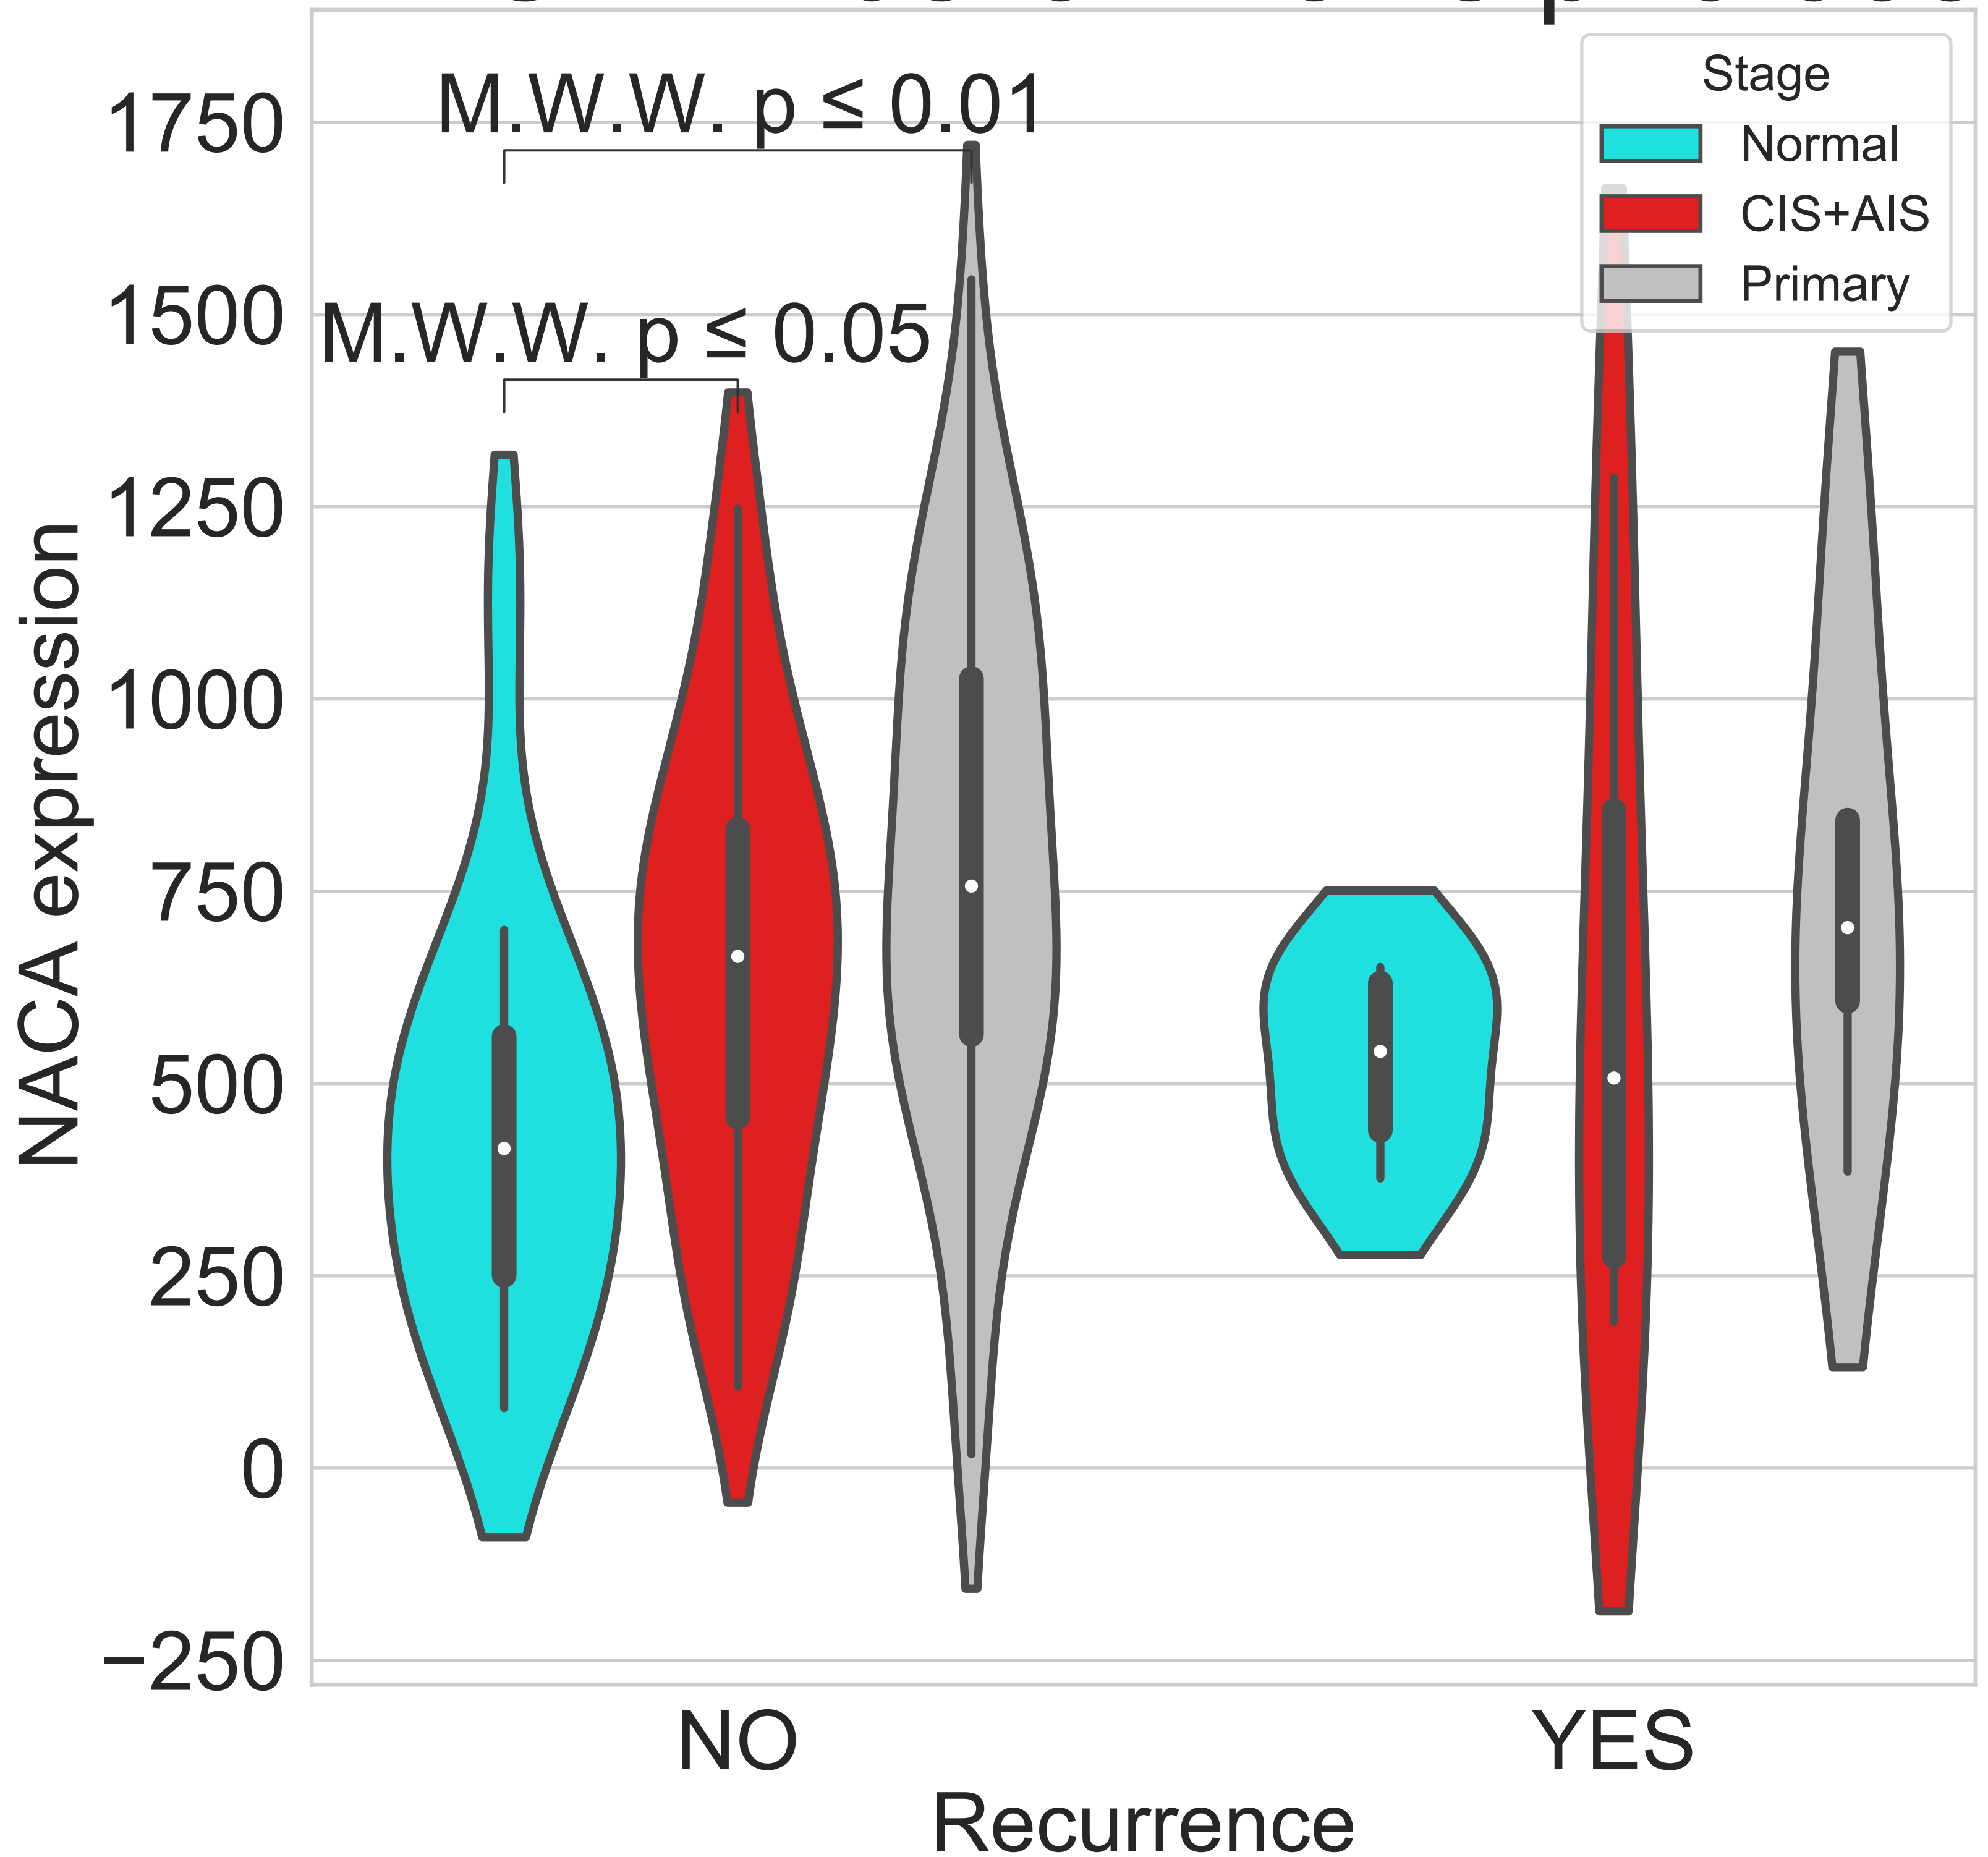 M.W.W. p ≤ 0.01
M.W.W. p ≤ 0.05
Stage
Normal
CIS+AIS
Primary
1750
1500
1250
1000
750
500
250
0
−250
NACA expression
NO
YES
Recurrence